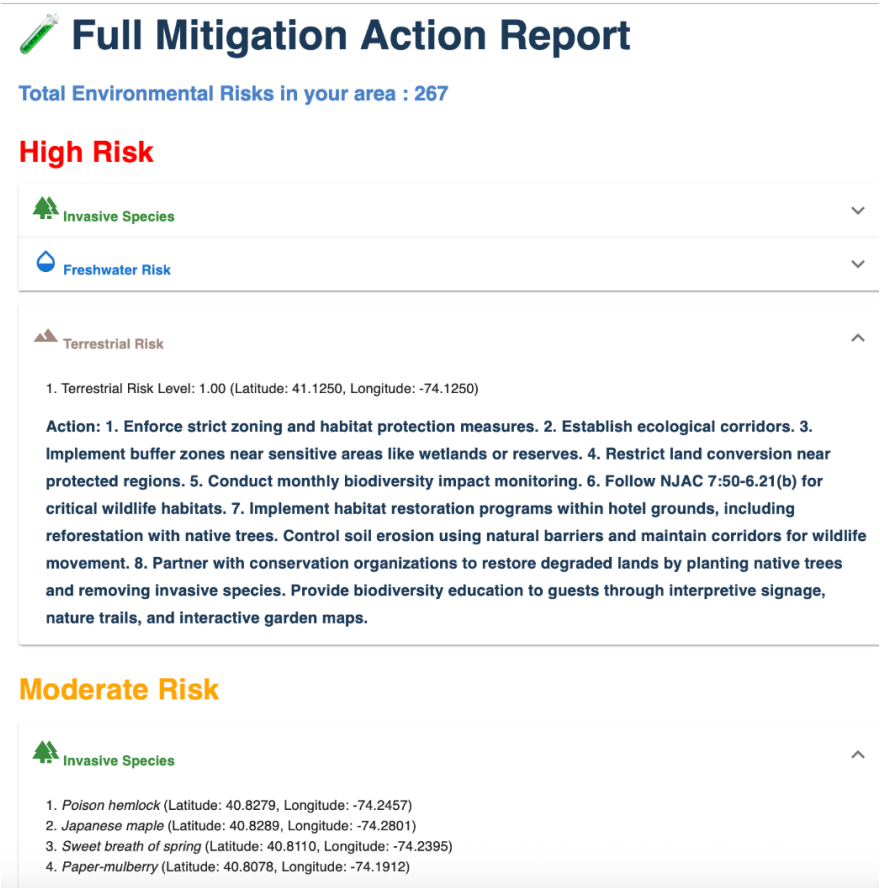 Full Mitigation Action Report
Total Environmental Risks in your area : 267
High Risk
Invasive Species
Freshwater Risk
Terrestrial Risk
1. Terrestrial Risk Level: 1.00 (Latitude: 41.1250, Longitude: -74.1250)
Action: 1. Enforce strict zoning and habitat protection measures. 2. Establish ecological corridors. 3.
Implement buffer zones near sensitive areas like wetlands or reserves. 4. Restrict land conversion near
protected regions. 5. Conduct monthly biodiversity impact monitoring. 6. Follow NJAC 7:50-6.21(b) for
critical wildlife habitats. 7. Implement habitat restoration programs within hotel grounds, including
reforestation with native trees. Control soil erosion using natural barriers and maintain corridors for wildlife
movement. 8. Partner with conservation organizations to restore degraded lands by planting native trees
and removing invasive species. Provide biodiversity education to guests through interpretive signage,
nature trails, and interactive garden maps.
Moderate Risk
Invasive Species
1. Poison hemlock (Latitude: 40.8279, Longitude: -74.2457)
2. Japanese maple (Latitude: 40.8289, Longitude: -74.2801)
3. Sweet breath of spring (Latitude: 40.8110, Longitude: -74.2395)
4. Paper-mulberry (Latitude: 40.8078, Longitude: -74.1912)